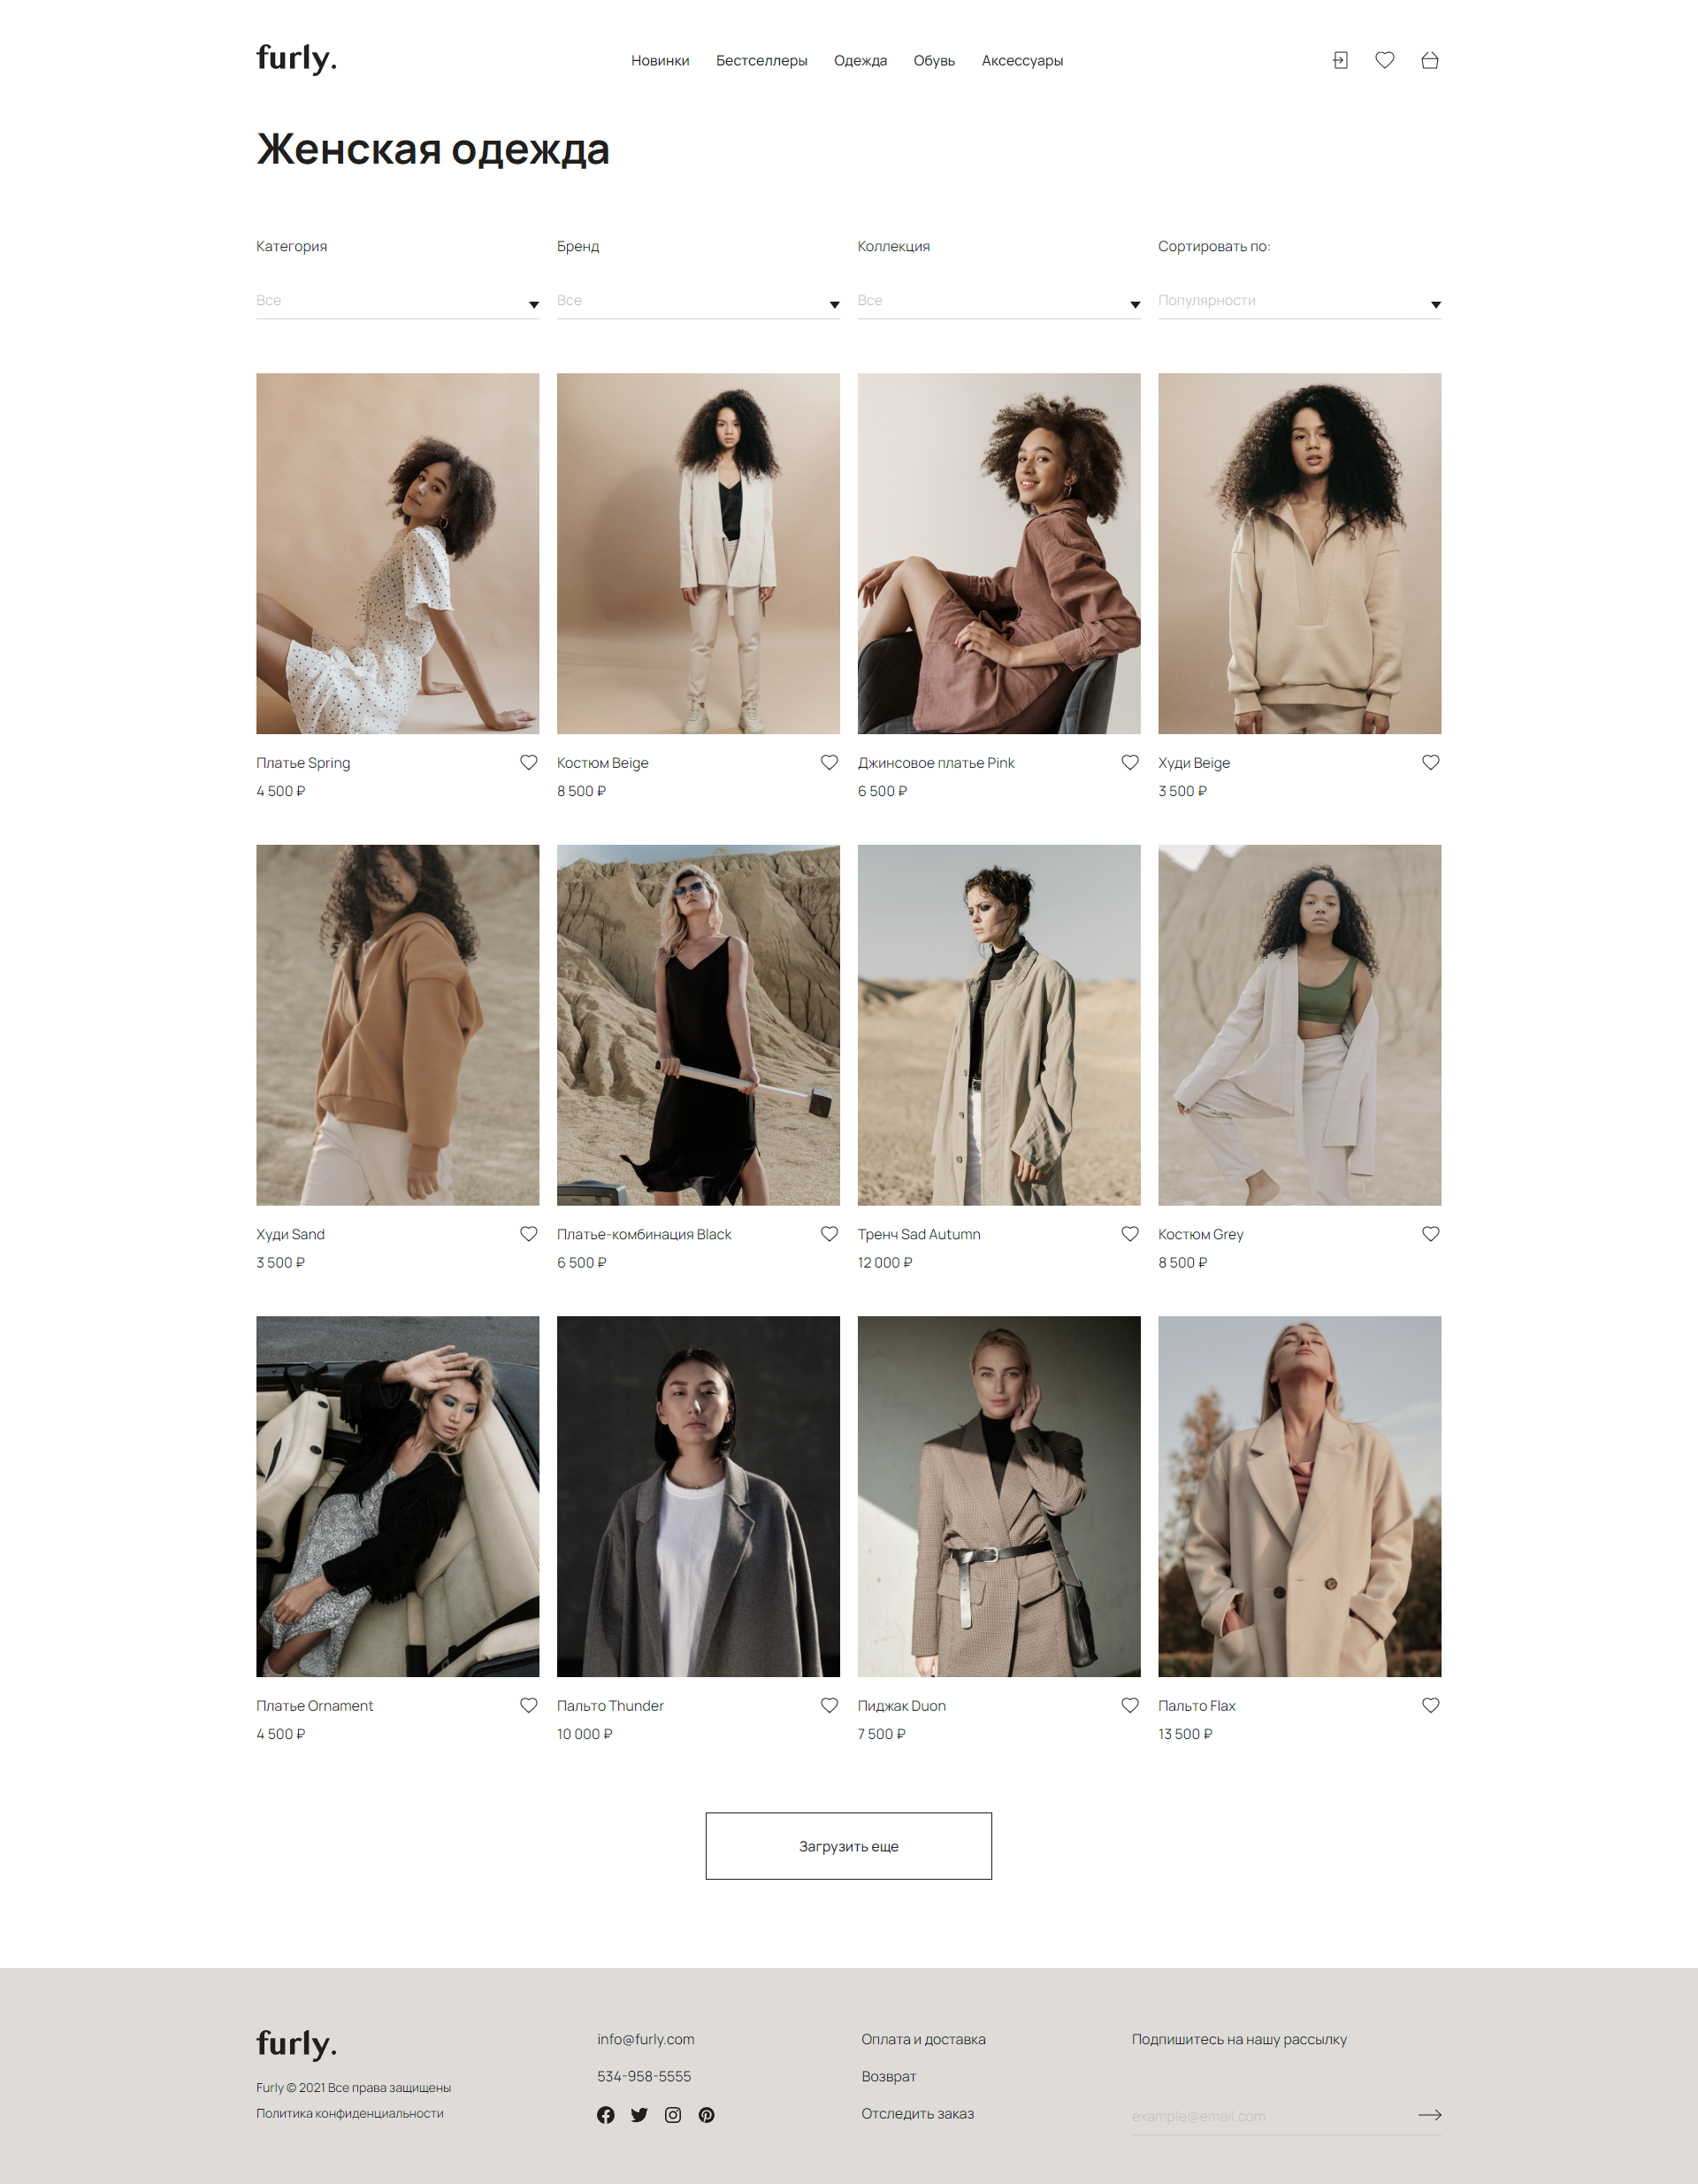 furly.
Новинки Бестселлеры Одежда Обувь Аксессуары
Женская одежда
Категория Бренд Коллекция Сортировать по:
Все Все Все Популярности
Платье Spring Костюм Beige Джинсовое платье Pink Худи Beige
4 500 ₽ 8 500 ₽ 6 500 ₽ 3 500 ₽
Худи Sand Платье-комбинация Black Тренч Sad Autumn Костюм Grey
3 500 ₽ 6 500 ₽ 12 000 ₽ 8 500 ₽
Платье Ornament Пальто Thunder Пиджак Duon Пальто Flax
4 500 ₽ 10 000 ₽ 7 500 ₽ 13 500 ₽
Загрузить еще
furly.
Furly © 2021 Все права защищены
Политика конфиденциальности
info@furly.com
534-958-5555
Оплата и доставка
Возврат
Отследить заказ
Подпишитесь на нашу рассылку
example@email.com